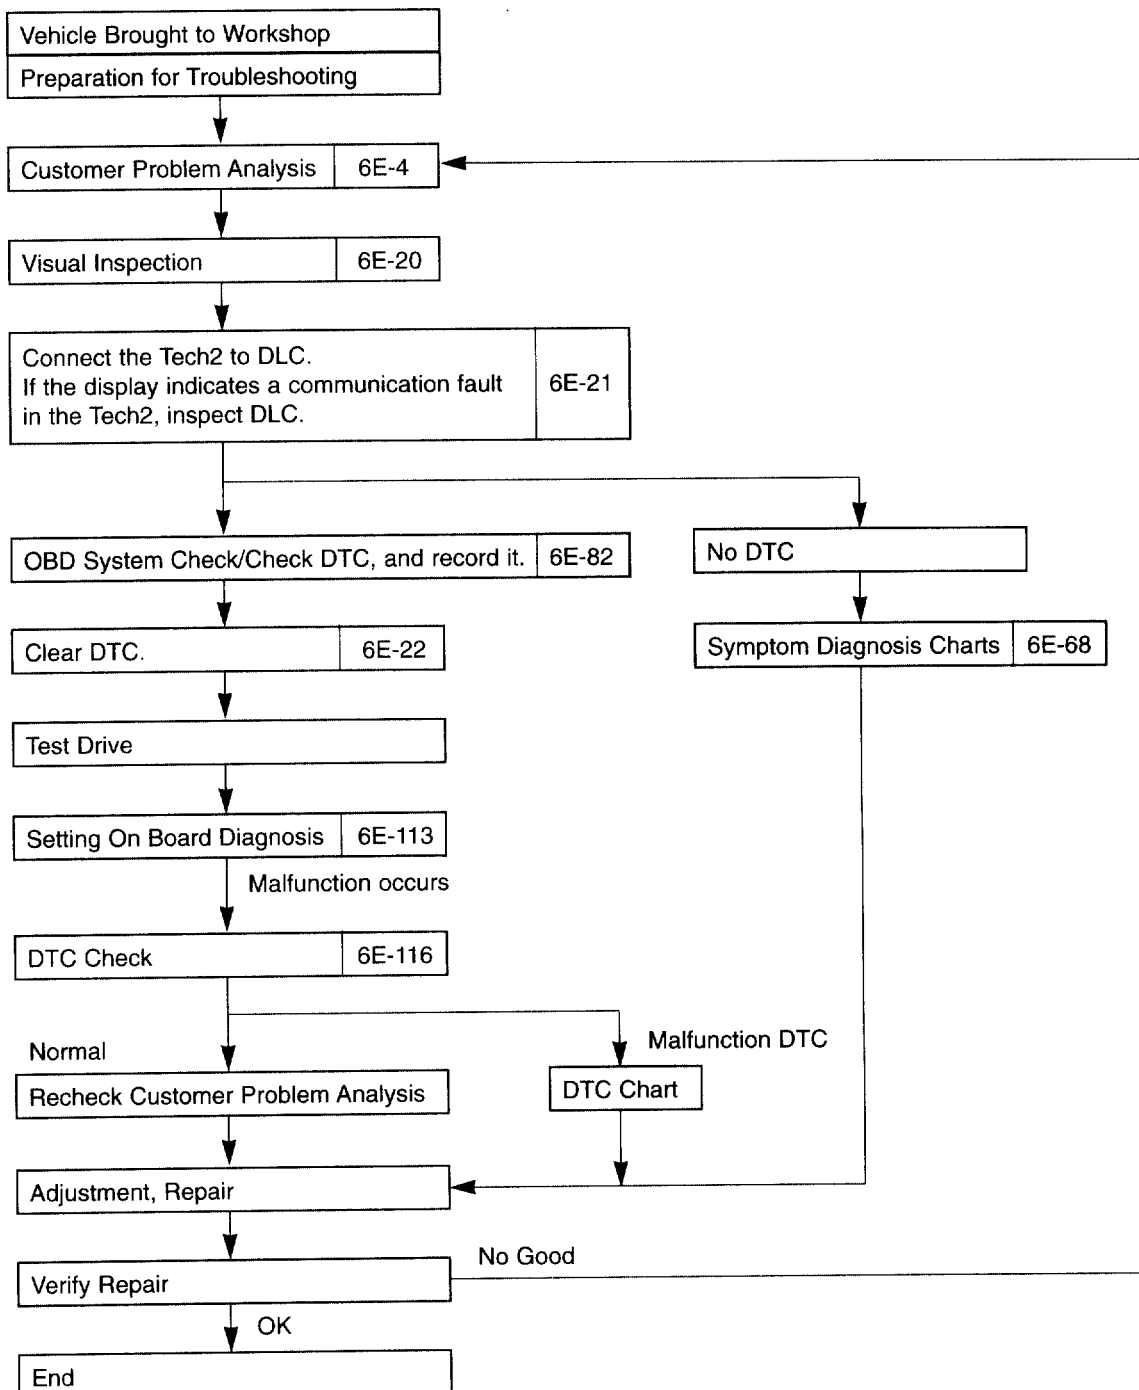 Vehicle Brought to Workshop
Preparation for Troubleshooting
Customer Problem Analysis 6E-4
Visual Inspection 6E-20
Connect the Tech2 to DLC.
If the display indicates a communication fault
in the Tech2, inspect DLC.
6E-21
OBD System Check/Check DTC, and record it. 6E-82
No DTC
Clear DTC. 6E-22
Symptom Diagnosis Charts 6E-68
Test Drive
Setting On Board Diagnosis 6E-113
Malfunction occurs
DTC Check 6E-116
Normal
Malfunction DTC
Recheck Customer Problem Analysis
DTC Chart
Adjustment, Repair
No Good
Verify Repair
OK
End